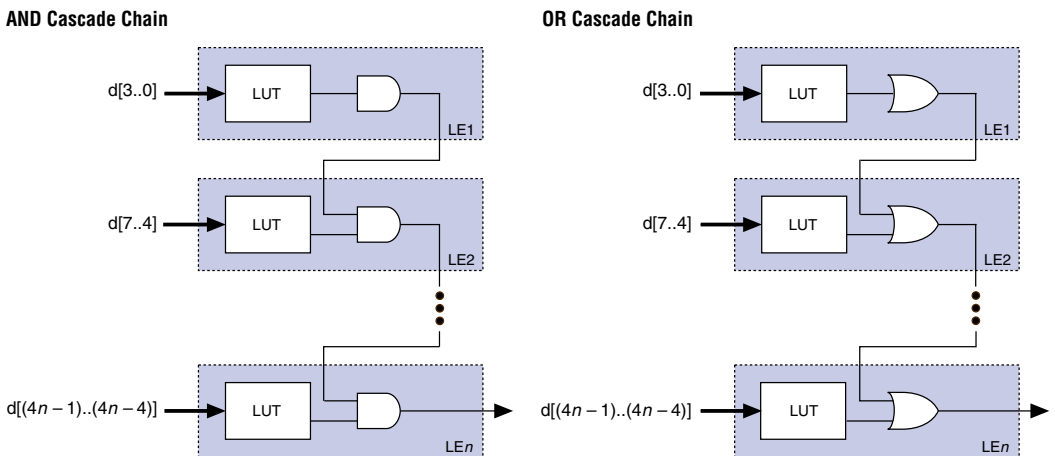 AND Cascade Chain
d[3..0]
LUT
LE1
d[7..4]
LUT
LE2
d[(4n – 1)..(4n – 4)]
LUT
LEn
OR Cascade Chain
d[3..0]
LUT
LE1
d[7..4]
LUT
LE2
d[(4n – 1)..(4n – 4)]
LUT
LEn